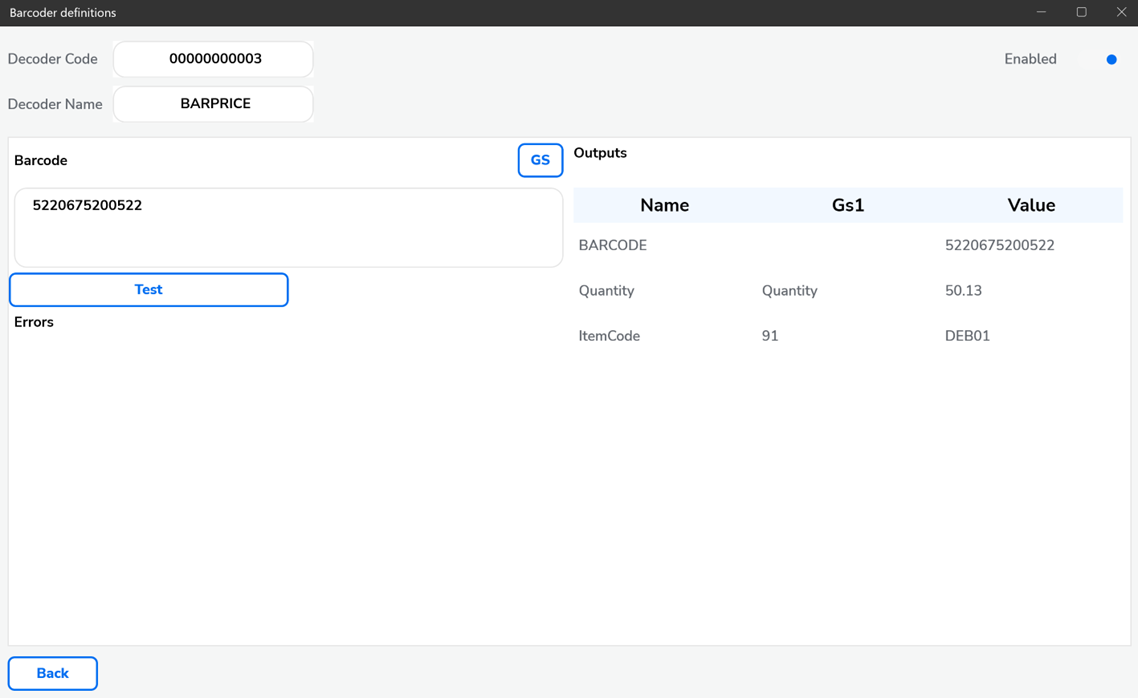 Barcoder definitions
Decoder Code 00000000003 Enabled
Decoder Name BARPRICE
Barcode GS
5220675200522
Test
Errors
Outputs
Name Gs1 Value
BARCODE 5220675200522
Quantity Quantity 50.13
ItemCode 91 DEB01
Back